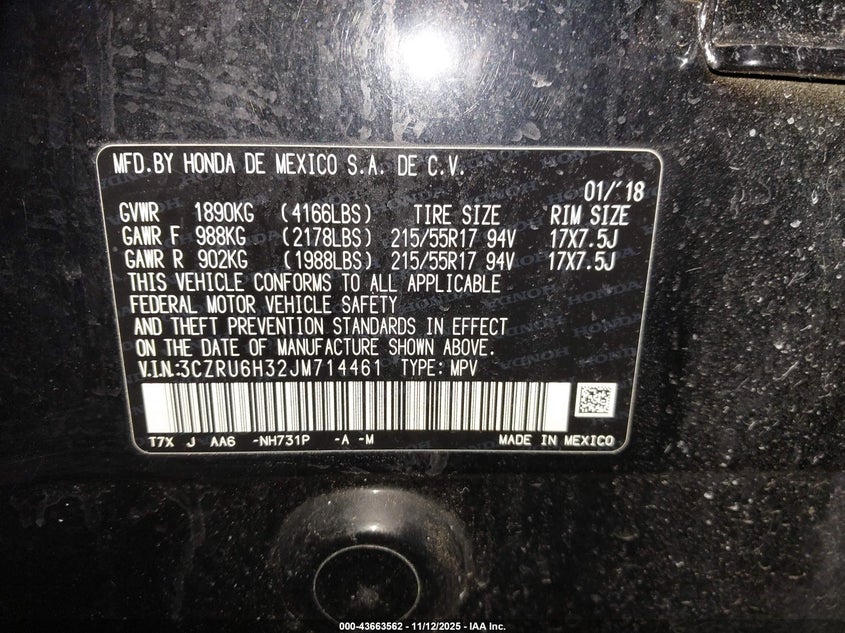 MFD.BY HONDA DE MEXICO S.A. DE C.V.
01/'18
GVWR 1890KG (4166LBS) TIRE SIZE RIM SIZE
GAWR F 988KG (2178LBS) 215/55R17 94V 17X7.5J
GAWR R 902KG (1988LBS) 215/55R17 94V 17X7.5J
THIS VEHICLE CONFORMS TO ALL APPLICABLE
FEDERAL MOTOR VEHICLE SAFETY
AND THEFT PREVENTION STANDARDS IN EFFECT
ON THE DATE OF MANUFACTURE SHOWN ABOVE.
V.I.N:3CZRU6H32JM714461 TYPE: MPV
T7X J AA6 -NH731P -A -M MADE IN MEXICO
000-43663562 - 11/12/2025 - IAA Inc.